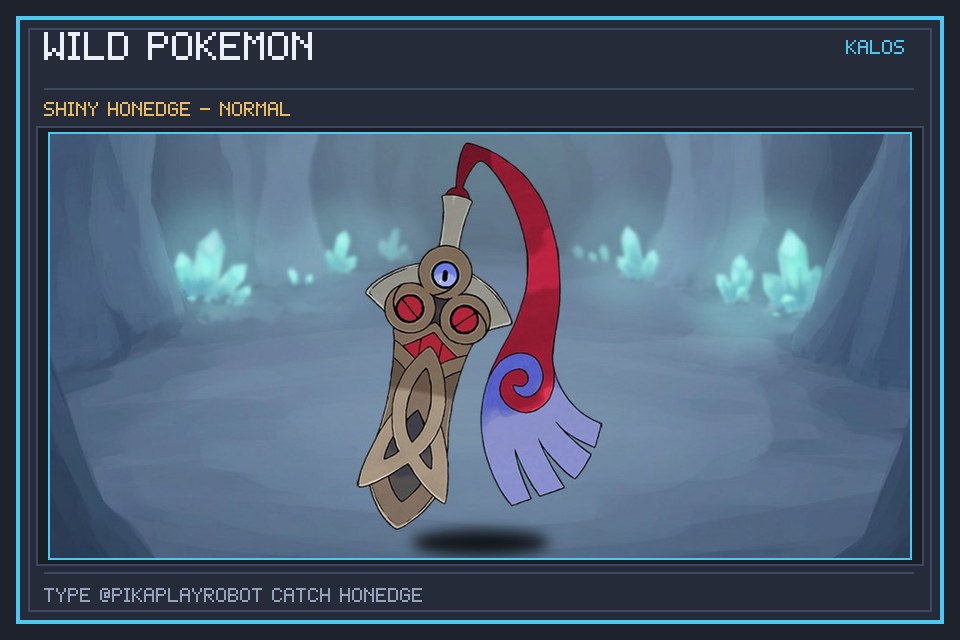 WILD POKEMON
KALOS
SHINY HONEDGE - NORMAL
TYPE @PIKAPLAYROBOT CATCH HONEDGE